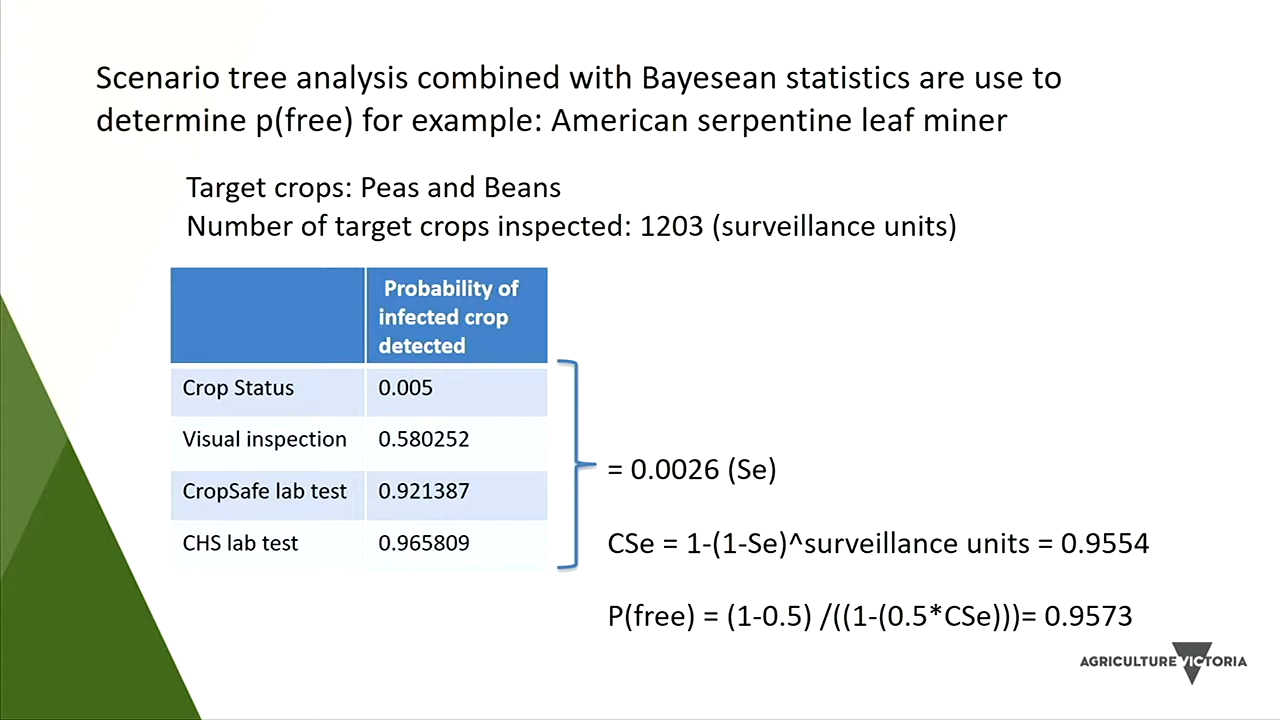 Scenario tree analysis combined with Bayesean statistics are use to
determine p(free) for example: American serpentine leaf miner
Target crops: Peas and Beans
Number of target crops inspected: 1203 (surveillance units)
Probability of
infected crop
detected
Crop Status 0.005
Visual inspection 0.580252
CropSafe lab test 0.921387
CHS lab test 0.965809
= 0.0026 (Se)
CSe = 1-(1-Se)^surveillance units = 0.9554
P(free) = (1-0.5) /((1-(0.5*CSe)))= 0.9573
AGRICULTURE VICTORIA